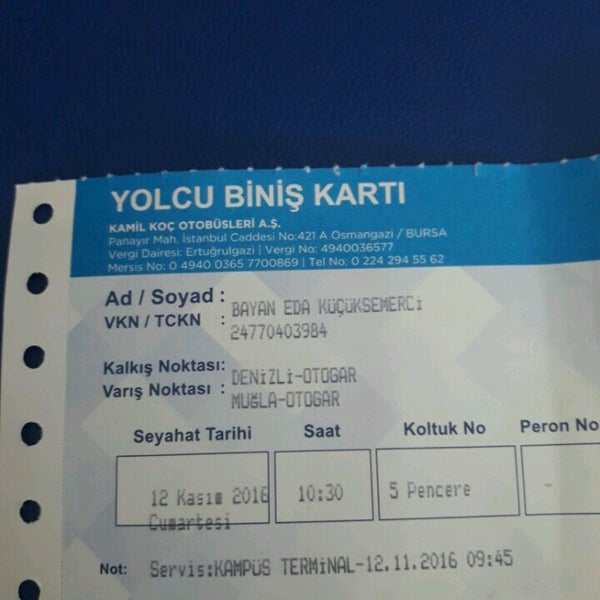 YOLCU BİNİŞ KARTI
KAMİL KOÇ OTOBÜSLERİ A.Ş.
Panayır Mah. İstanbul Caddesi No:421 A Osmangazi / BURSA
Vergi Dairesi: Ertuğrulgazi | Vergi No: 4940036577
Mersis No: 0 4940 0365 7700869 | Tel No: 0 224 294 55 62
Ad / Soyad : BAYAN EDA KÜÇÜKSEMERCİ
VKN / TCKN : 24770403984
Kalkış Noktası: DENİZLİ-OTOGAR
Varış Noktası : MUĞLA-OTOGAR
Seyahat Tarihi Saat Koltuk No Peron No
12 Kasım 2016 10:30 5 Pencere -
Cumartesi
Not: Servis:KAMPÜS TERMİNAL-12.11.2016 09:45